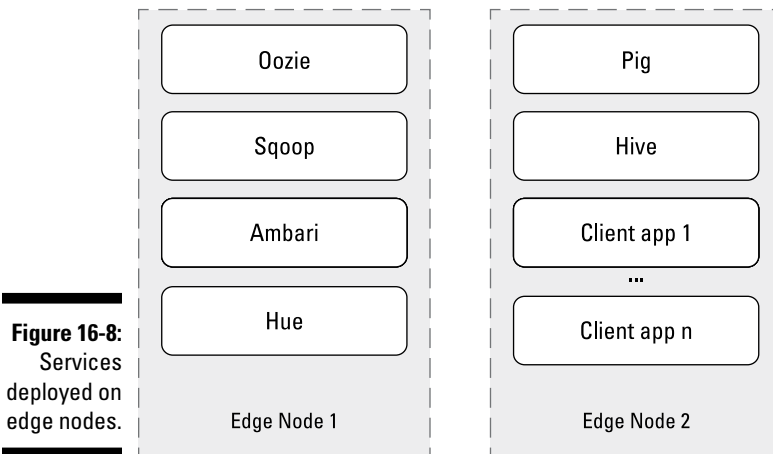 Oozie
Sqoop
Ambari
Hue
Edge Node 1
Pig
Hive
Client app 1
...
Client app n
Edge Node 2
Figure 16-8:
Services
deployed on
edge nodes.